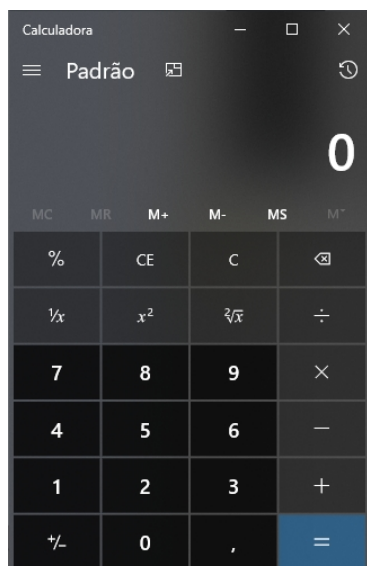 Calculadora
Padrão
0
MC MR M+ M- MS M˅
% CE C
¹/x x² ²√x ÷
7 8 9 ×
4 5 6 −
1 2 3 +
+/− 0 , =